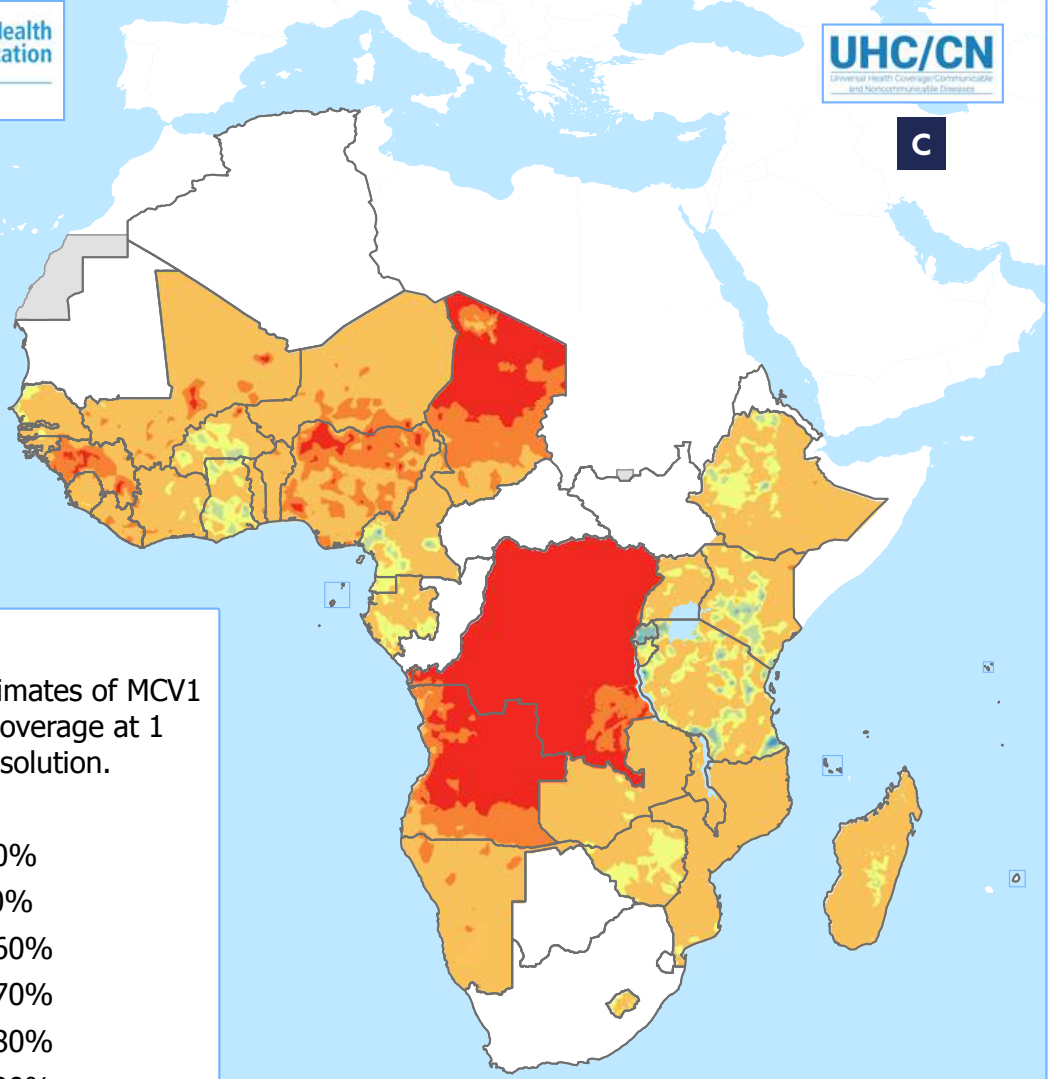 Health
ation
UHC/CN
Universal Health Coverage/Communicable
and Noncommunicable Diseases
C
imates of MCV1
overage at 1
solution.
0%
0%
60%
70%
80%